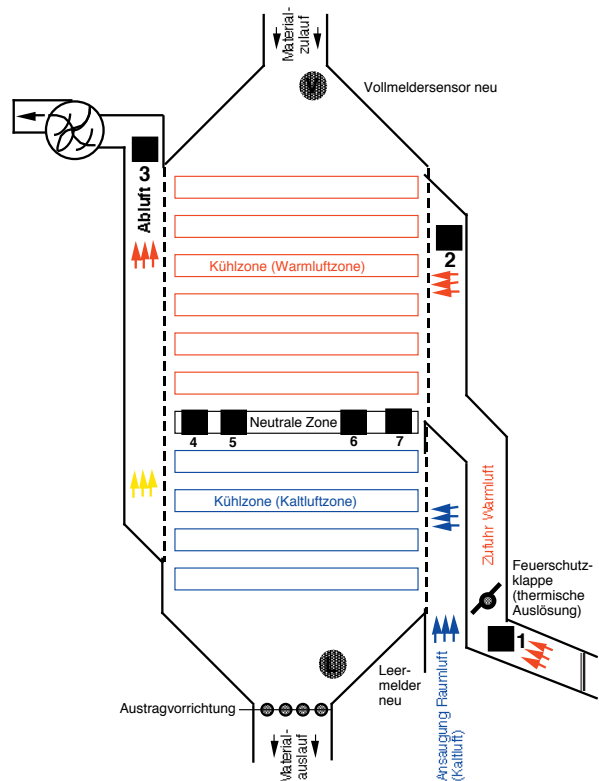 Material-
zulauf
V
Vollmeldersensor neu
3
Abluft
2
Kühlzone (Warmluftzone)
Neutrale Zone
4
5
6
7
Kühlzone (Kaltluftzone)
Zufuhr Warmluft
Feuerschutz-
klappe
(thermische
Auslösung)
1
L
Leer-
melder
neu
Ansaugung Raumluft
(Kaltluft)
Austragvorrichtung
Material-
auslauf